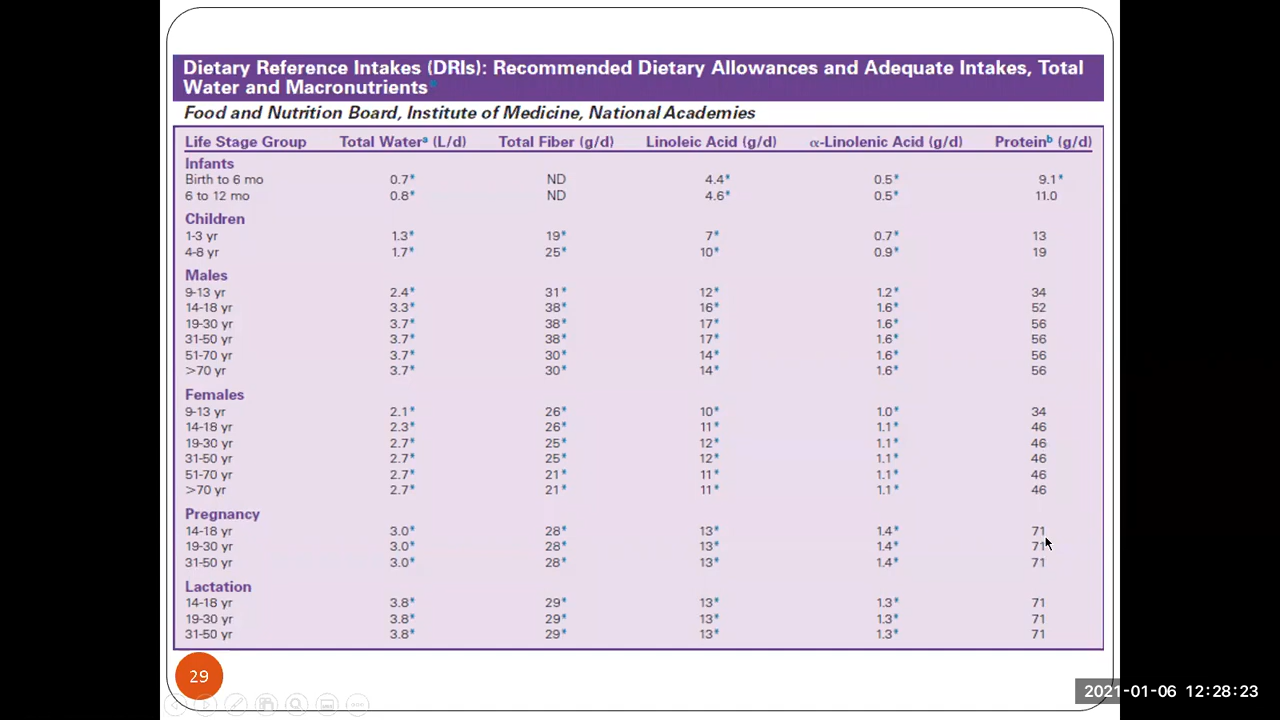 Dietary Reference Intakes (DRIs): Recommended Dietary Allowances and Adequate Intakes, Total
Water and Macronutrients*
Food and Nutrition Board, Institute of Medicine, National Academies
Life Stage Group Total Waterᵃ (L/d) Total Fiber (g/d) Linoleic Acid (g/d) α-Linolenic Acid (g/d) Proteinᵇ (g/d)
Infants
Birth to 6 mo 0.7* ND 4.4* 0.5* 9.1*
6 to 12 mo 0.8* ND 4.6* 0.5* 11.0
Children
1-3 yr 1.3* 19* 7* 0.7* 13
4-8 yr 1.7* 25* 10* 0.9* 19
Males
9-13 yr 2.4* 31* 12* 1.2* 34
14-18 yr 3.3* 38* 16* 1.6* 52
19-30 yr 3.7* 38* 17* 1.6* 56
31-50 yr 3.7* 38* 17* 1.6* 56
51-70 yr 3.7* 30* 14* 1.6* 56
>70 yr 3.7* 30* 14* 1.6* 56
Females
9-13 yr 2.1* 26* 10* 1.0* 34
14-18 yr 2.3* 26* 11* 1.1* 46
19-30 yr 2.7* 25* 12* 1.1* 46
31-50 yr 2.7* 25* 12* 1.1* 46
51-70 yr 2.7* 21* 11* 1.1* 46
>70 yr 2.7* 21* 11* 1.1* 46
Pregnancy
14-18 yr 3.0* 28* 13* 1.4* 71
19-30 yr 3.0* 28* 13* 1.4* 71
31-50 yr 3.0* 28* 13* 1.4* 71
Lactation
14-18 yr 3.8* 29* 13* 1.3* 71
19-30 yr 3.8* 29* 13* 1.3* 71
31-50 yr 3.8* 29* 13* 1.3* 71
29
2021-01-06 12:28:23